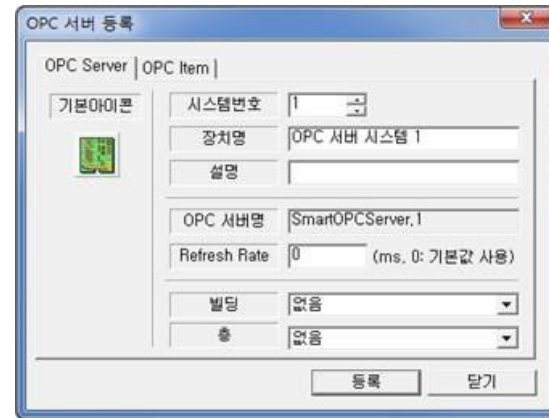 OPC 서버 등록
OPC Server OPC Item
기본아이콘
시스템번호 1
장치명 OPC 서버 시스템 1
설명
OPC 서버명 SmartOPCServer.1
Refresh Rate 0 (ms, 0: 기본값 사용)
빌딩 없음
층 없음
등록 닫기